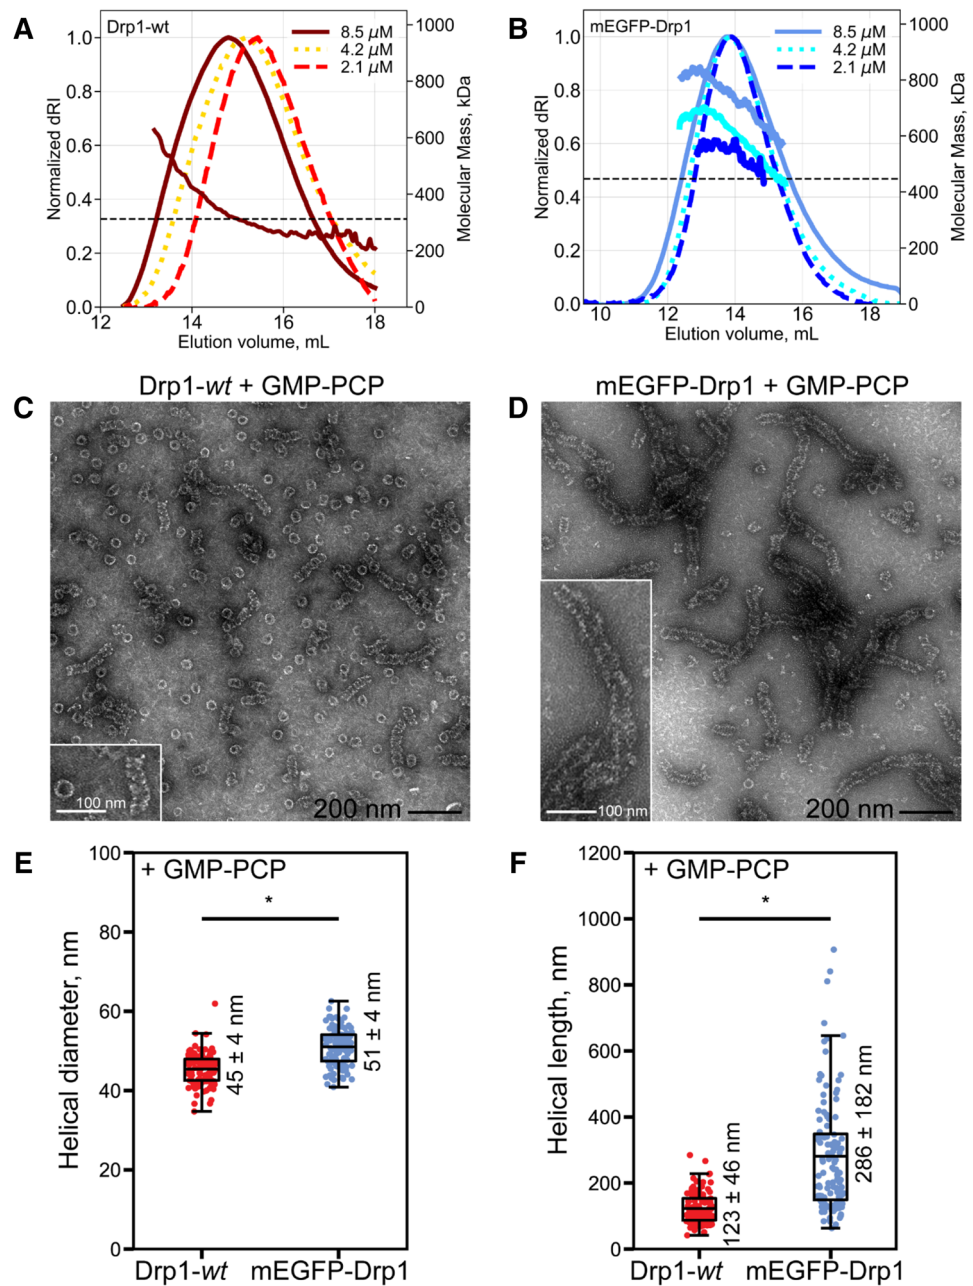 A
Drp1-wt
8.5 µM
4.2 µM
2.1 µM
Normalized dRI
1.0
0.8
0.6
0.4
0.2
0.0
1000
800
600
400
200
0
Molecular Mass, kDa
12 14 16 18
Elution volume, mL
B
mEGFP-Drp1
8.5 µM
4.2 µM
2.1 µM
Normalized dRI
1.0
0.8
0.6
0.4
0.2
0.0
1000
800
600
400
200
0
Molecular Mass, kDa
10 12 14 16 18
Elution volume, mL
Drp1-wt + GMP-PCP
C
100 nm
200 nm
mEGFP-Drp1 + GMP-PCP
D
100 nm
200 nm
E
+ GMP-PCP
*
Helical diameter, nm
100
80
60
40
20
0
45 ± 4 nm
51 ± 4 nm
Drp1-wt mEGFP-Drp1
F
+ GMP-PCP
*
Helical length, nm
1200
1000
800
600
400
200
0
123 ± 46 nm
286 ± 182 nm
Drp1-wt mEGFP-Drp1